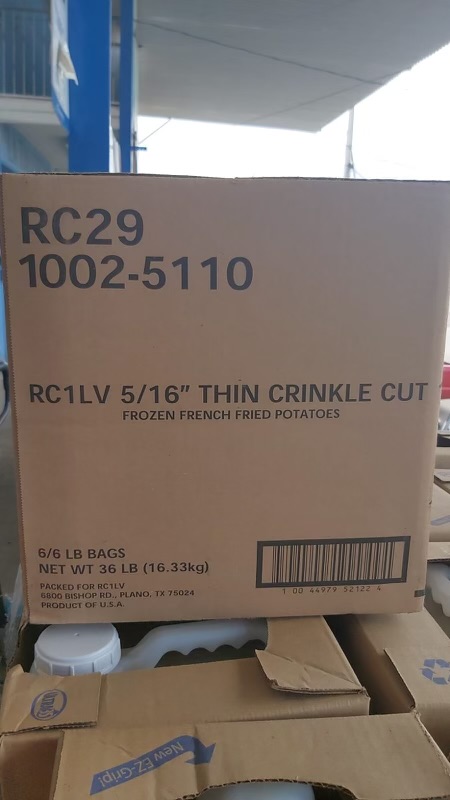 RC29
1002-5110
RC1LV 5/16" THIN CRINKLE CUT
FROZEN FRENCH FRIED POTATOES
6/6 LB BAGS
NET WT 36 LB (16.33kg)
PACKED FOR RC1LV
6800 BISHOP RD., PLANO, TX 75024
PRODUCT OF U.S.A.
1 00 44979 52122 4
New EZ-Grip!